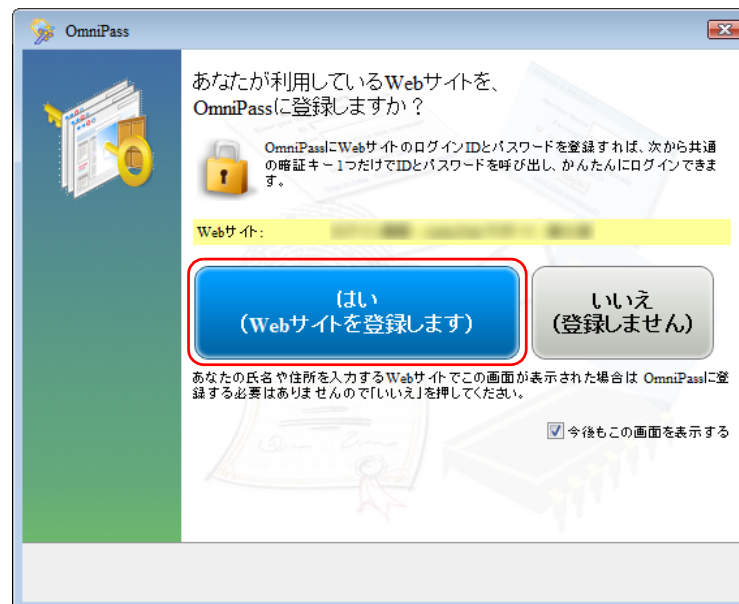 OmniPass
あなたが利用しているWebサイトを、
OmniPassに登録しますか？
OmniPassにWebサイトのログインIDとパスワードを登録すれば、次から共通
の暗証キー1つだけでIDとパスワードを呼び出し、かんたんにログインできま
す。
Webサイト:
はい
（Webサイトを登録します）
いいえ
（登録しません）
あなたの氏名や住所を入力するWebサイトでこの画面が表示された場合は OmniPassに登
録する必要はありませんので「いいえ」を押してください。
今後もこの画面を表示する